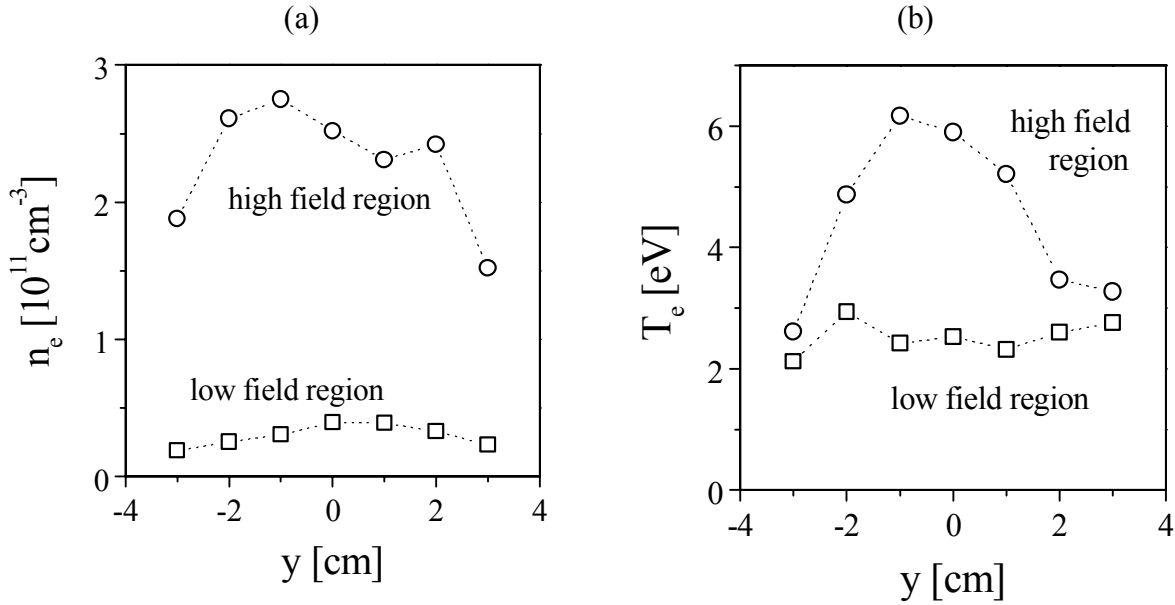 (a)
3
2
1
0
n_e [10^11 cm^-3]
high field region
low field region
-4
-2
0
2
4
y [cm]
(b)
6
4
2
0
T_e [eV]
high field
region
low field region
-4
-2
0
2
4
y [cm]